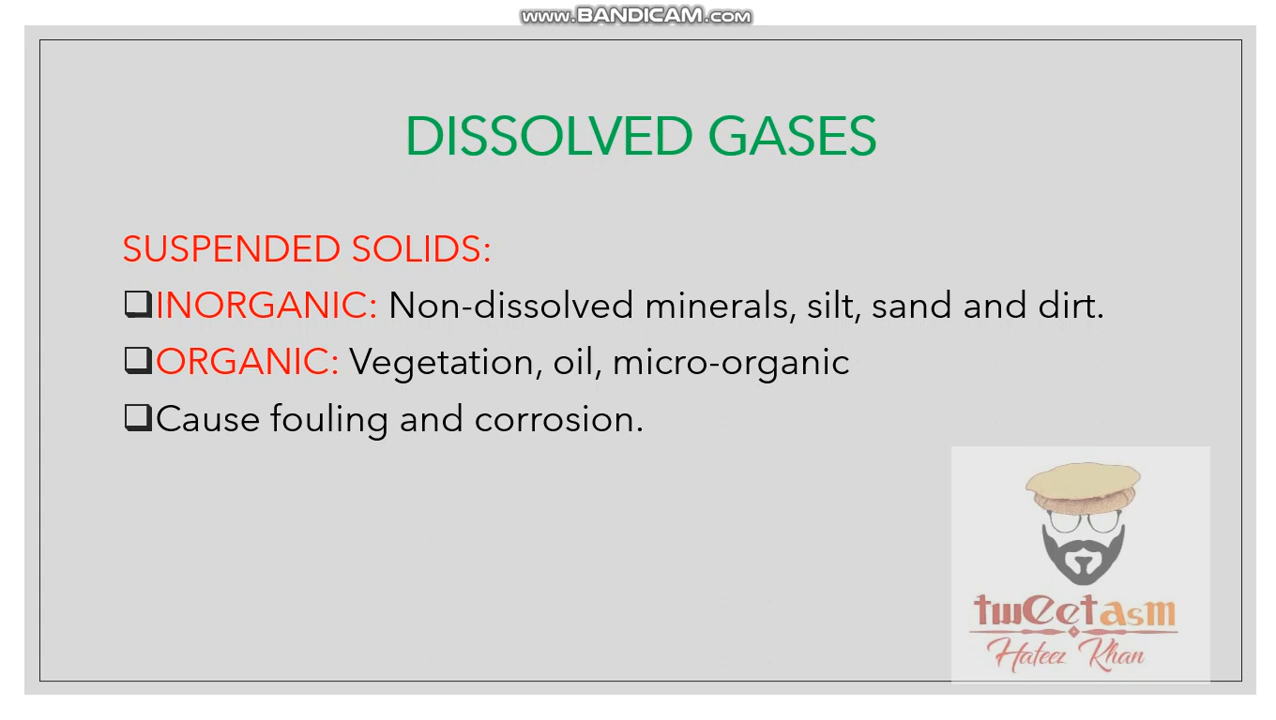 www.BANDICAM.com
DISSOLVED GASES
SUSPENDED SOLIDS:
INORGANIC: Non-dissolved minerals, silt, sand and dirt.
ORGANIC: Vegetation, oil, micro-organic
Cause fouling and corrosion.
tweetasm
Hafeez Khan